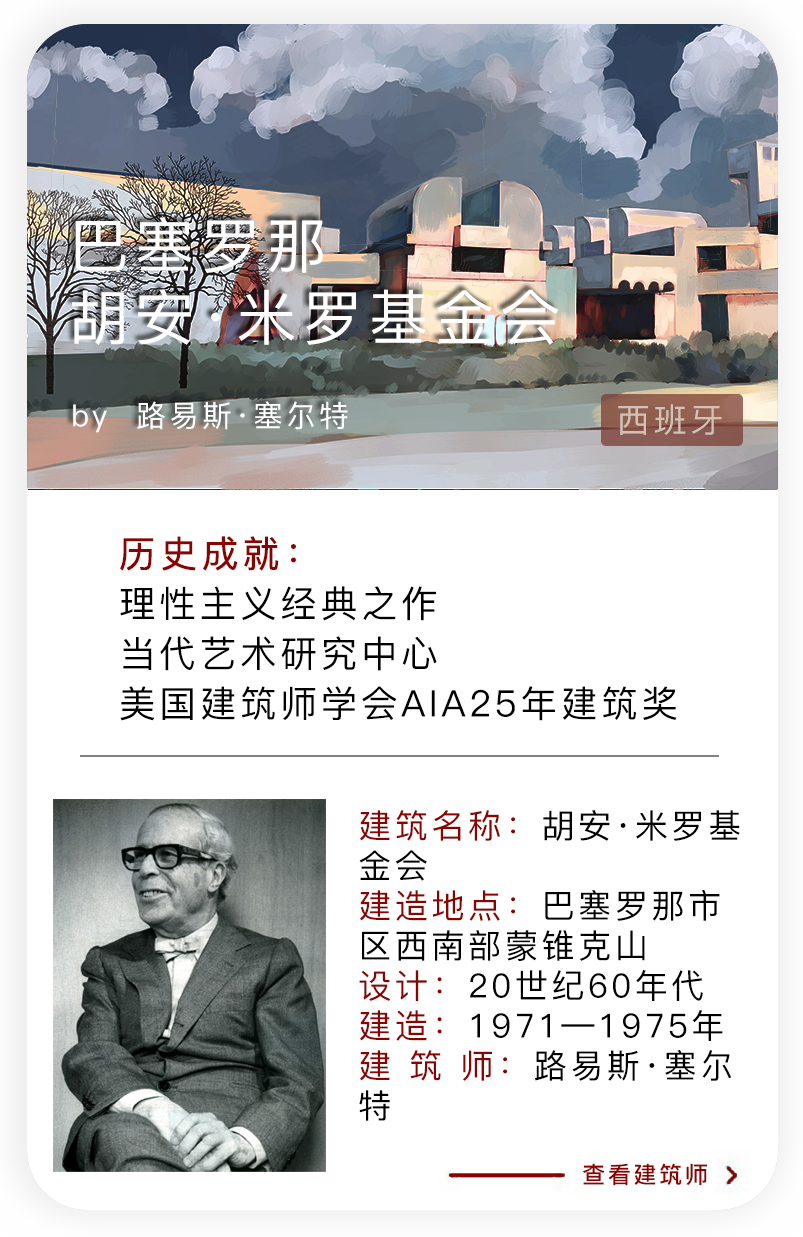 巴塞罗那
胡安·米罗基金会
by 路易斯·塞尔特
西班牙
历史成就：
理性主义经典之作
当代艺术研究中心
美国建筑师学会AIA25年建筑奖
建筑名称：胡安·米罗基
金会
建造地点：巴塞罗那市
区西南部蒙锥克山
设计：20世纪60年代
建造：1971—1975年
建 筑 师：路易斯·塞尔
特
查看建筑师